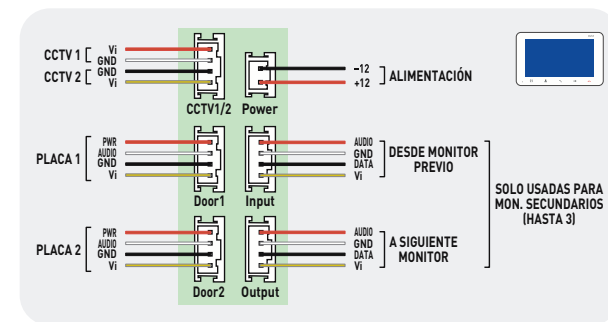 CCTV 1
Vi
GND
CCTV 2
GND
Vi
CCTV1/2
Power
–12
+12
ALIMENTACIÓN
PLACA 1
PWR
AUDIO
GND
Vi
Door1
Input
AUDIO
GND
DATA
Vi
DESDE MONITOR
PREVIO
PLACA 2
PWR
AUDIO
GND
Vi
Door2
Output
AUDIO
GND
DATA
Vi
A SIGUIENTE
MONITOR
SOLO USADAS PARA
MON. SECUNDARIOS
(HASTA 3)